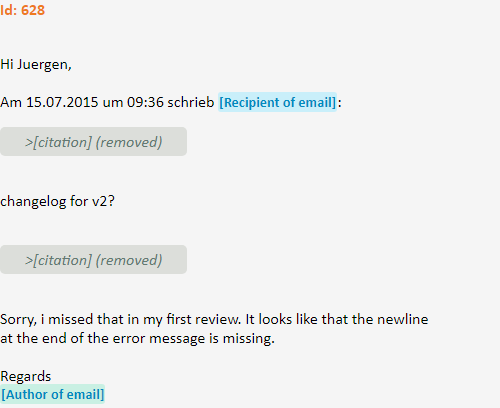 Id: 628
Hi Juergen,
Am 15.07.2015 um 09:36 schrieb [Recipient of email]:
>[citation] (removed)
changelog for v2?
>[citation] (removed)
Sorry, i missed that in my first review. It looks like that the newline
at the end of the error message is missing.
Regards
[Author of email]